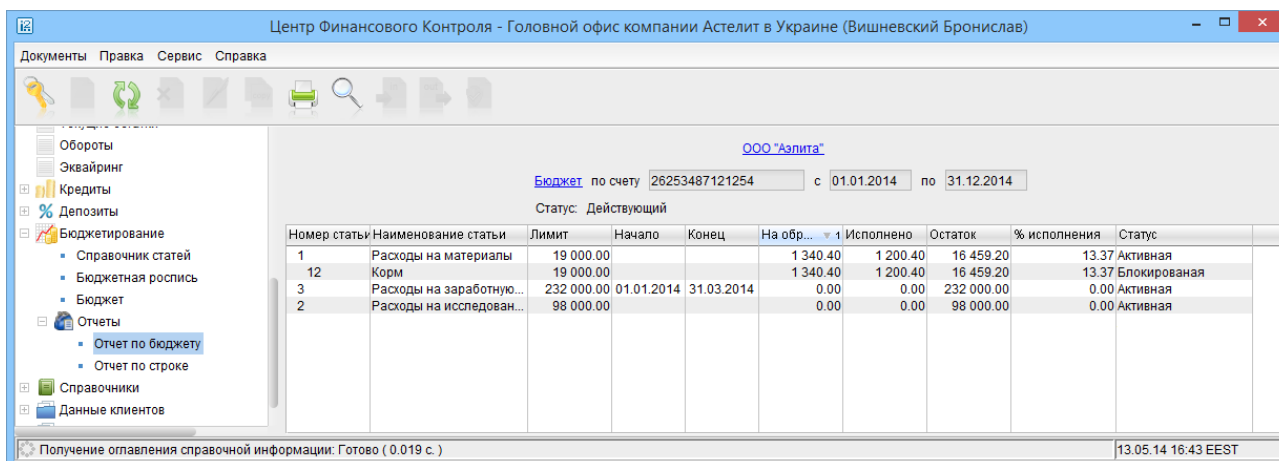 Центр Финансового Контроля - Головной офис компании Астелит в Украине (Вишневский Бронислав)
Документы Правка Сервис Справка
Обороты
Эквайринг
Кредиты
% Депозиты
Бюджетирование
Справочник статей
Бюджетная роспись
Бюджет
Отчеты
Отчет по бюджету
Отчет по строке
Справочники
Данные клиентов
ООО "Аэлита"
Бюджет по счету 26253487121254 с 01.01.2014 по 31.12.2014
Статус: Действующий
Номер статьи Наименование статьи Лимит Начало Конец На обр... 1 Исполнено Остаток % исполнения Статус
1 Расходы на материалы 19 000.00 1 340.40 1 200.40 16 459.20 13.37 Активная
12 Корм 19 000.00 1 340.40 1 200.40 16 459.20 13.37 Блокированая
3 Расходы на заработную... 232 000.00 01.01.2014 31.03.2014 0.00 0.00 232 000.00 0.00 Активная
2 Расходы на исследован... 98 000.00 0.00 0.00 98 000.00 0.00 Активная
Получение оглавления справочной информации: Готово ( 0.019 с. ) 13.05.14 16:43 EEST